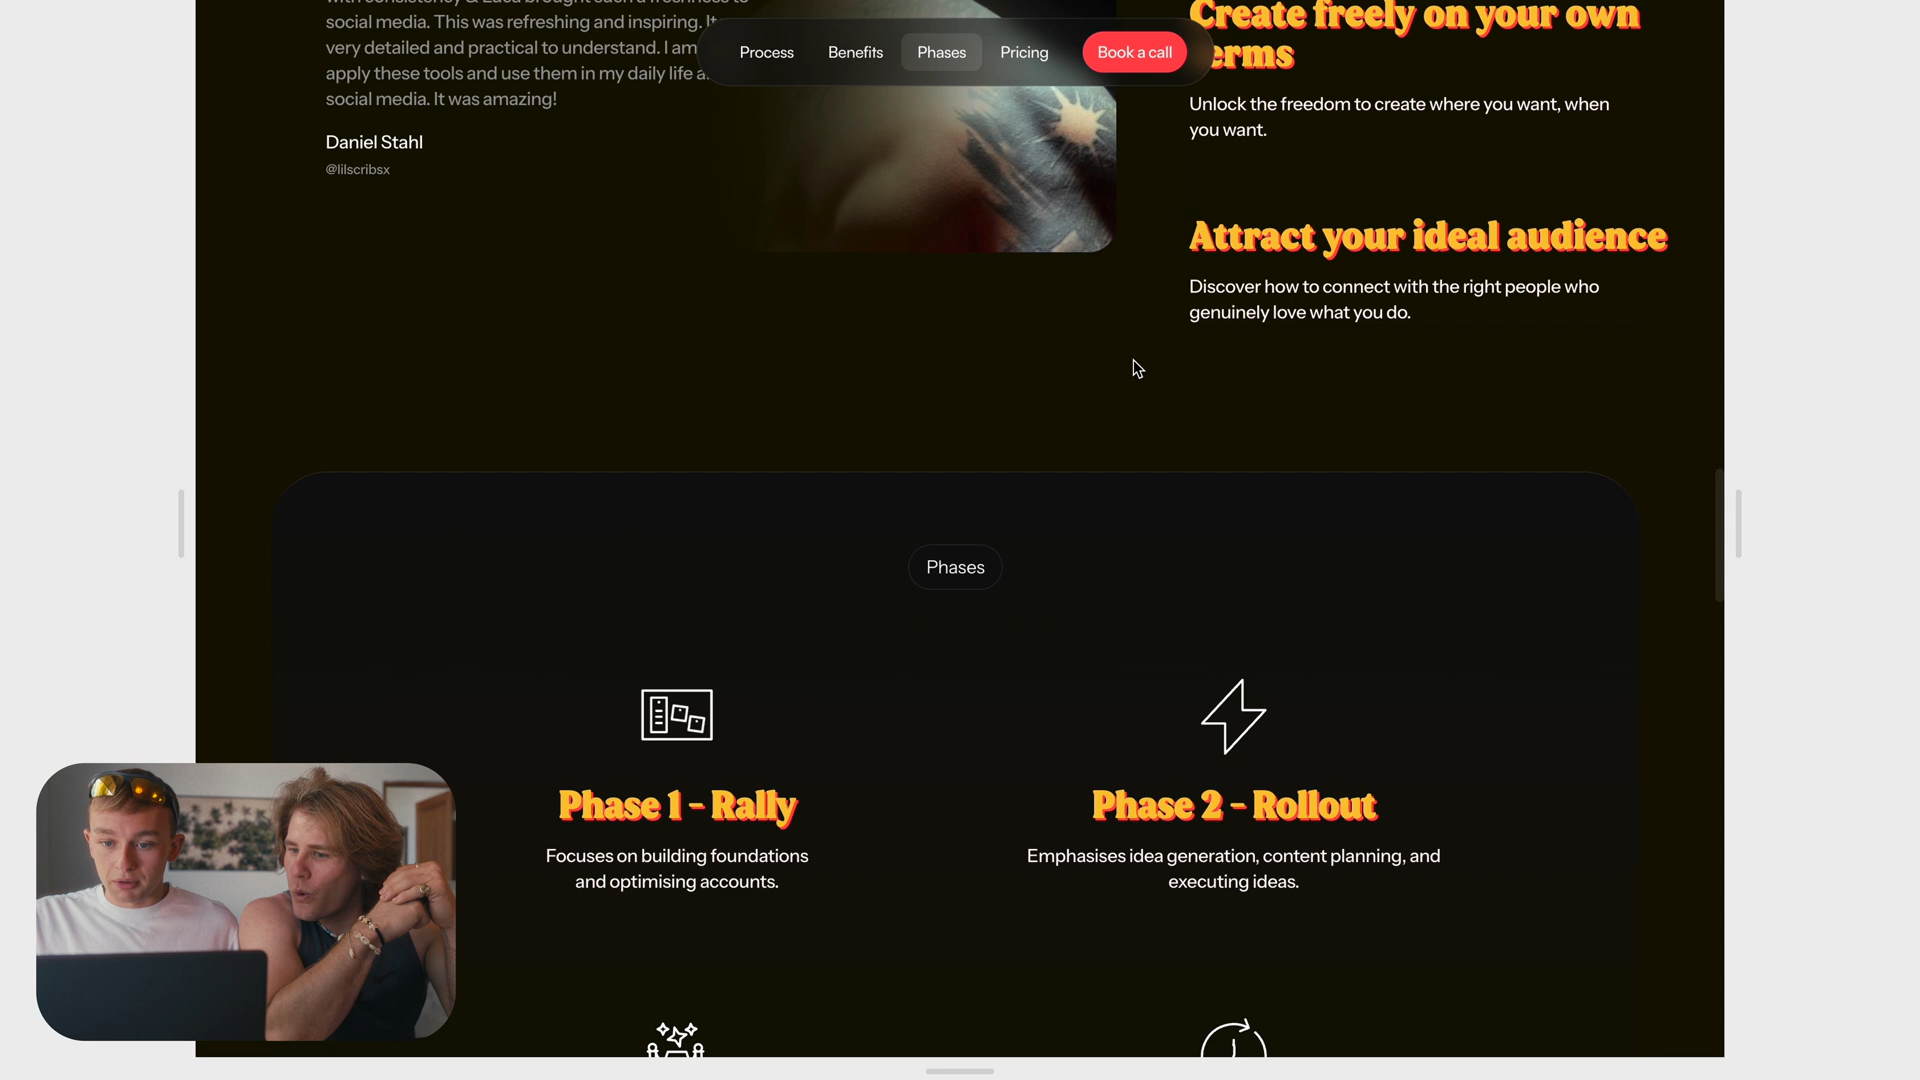 social media. This was refreshing and inspiring. It
very detailed and practical to understand. I am
apply these tools and use them in my daily life
social media. It was amazing!
Daniel Stahl
@lilscribsx
Process
Benefits
Phases
Pricing
Book a call
Create freely on your own
terms
Unlock the freedom to create where you want, when
you want.
Attract your ideal audience
Discover how to connect with the right people who
genuinely love what you do.
Phases
Phase 1 - Rally
Focuses on building foundations
and optimising accounts.
Phase 2 - Rollout
Emphasises idea generation, content planning, and
executing ideas.